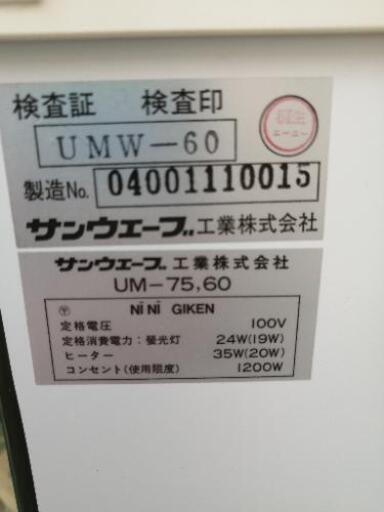 検査証 検査印
UMW-60
製造No. 04001110015
サンウエーブ工業株式会社
サンウエーブ工業株式会社
UM-75,60
〒 NiNi GIKEN
定格電圧 100V
定格消費電力:螢光灯 24W(19W)
ヒーター 35W(20W)
コンセント(使用限度) 1200W